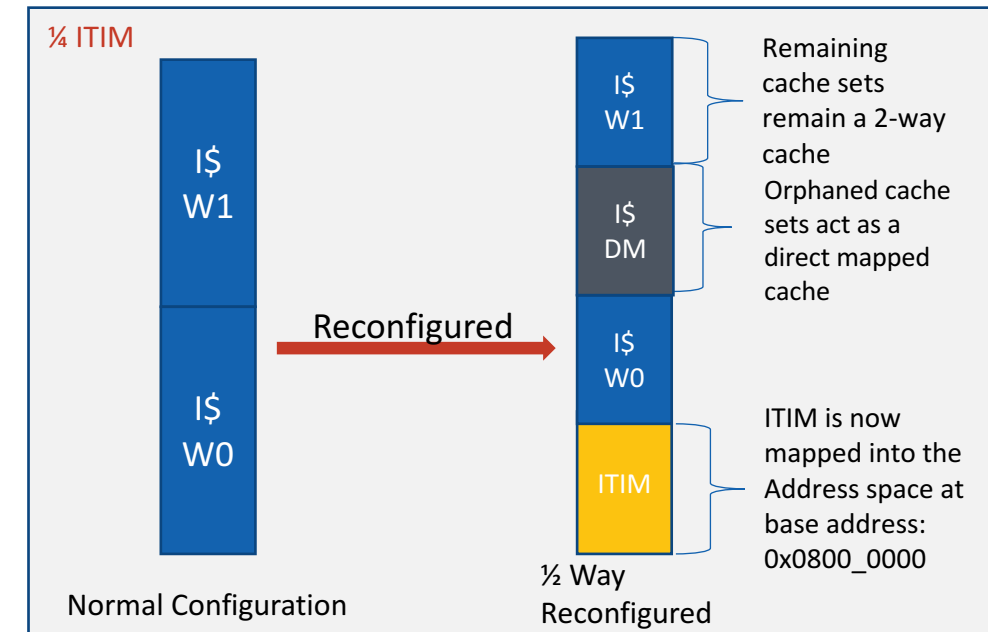 ¼ ITIM
I$
W1
I$
W0
Normal Configuration
Reconfigured
I$
W1
I$
DM
I$
W0
ITIM
½ Way
Reconfigured
Remaining
cache sets
remain a 2-way
cache
Orphaned cache
sets act as a
direct mapped
cache
ITIM is now
mapped into the
Address space at
base address:
0x0800_0000